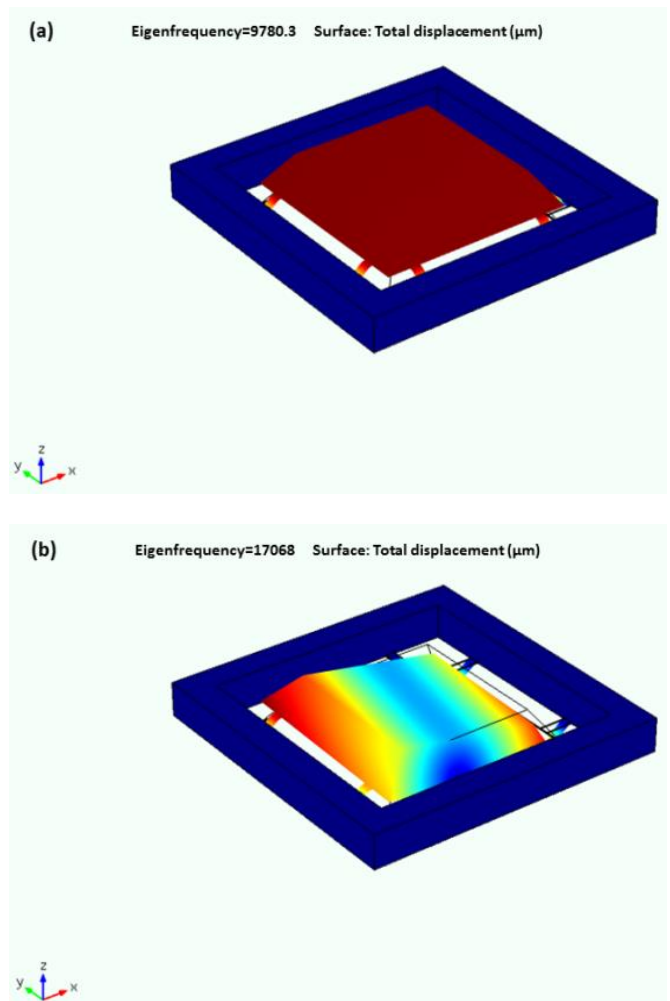 (a) Eigenfrequency=9780.3 Surface: Total displacement (µm)
z
y
x
(b) Eigenfrequency=17068 Surface: Total displacement (µm)
z
y
x